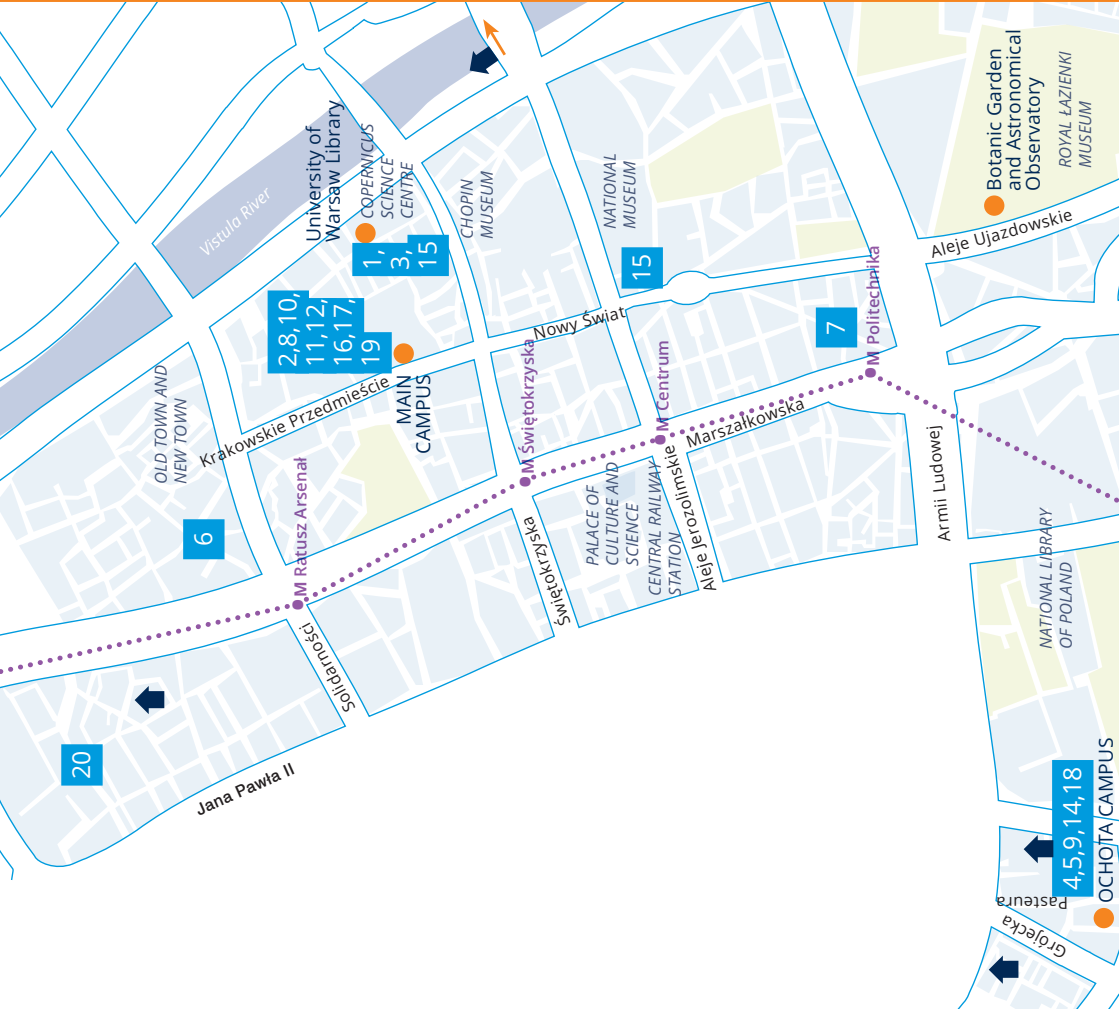 Vistula River
University of
Warsaw Library
COPERNICUS
SCIENCE
CENTRE
1,
3,
15
CHOPIN
MUSEUM
NATIONAL
MUSEUM
15
Botanic Garden
and Astronomical
Observatory
ROYAL ŁAZIENKI
MUSEUM
Aleje Ujazdowskie
2,8,10,
11,12,
16,17,
19
MAIN
CAMPUS
Nowy Świat
7
M Politechnika
OLD TOWN AND
NEW TOWN
Krakowskie Przedmieście
M Świętokrzyska
M Centrum
Marszałkowska
6
M Ratusz Arsenał
PALACE OF
CULTURE AND
SCIENCE
CENTRAL RAILWAY
STATION
Aleje Jerozolimskie
Armii Ludowej
Świętokrzyska
Solidarności
NATIONAL LIBRARY
OF POLAND
20
Jana Pawła II
4,5,9,14,18
OCHOTA CAMPUS
Pasteura
Grójecka